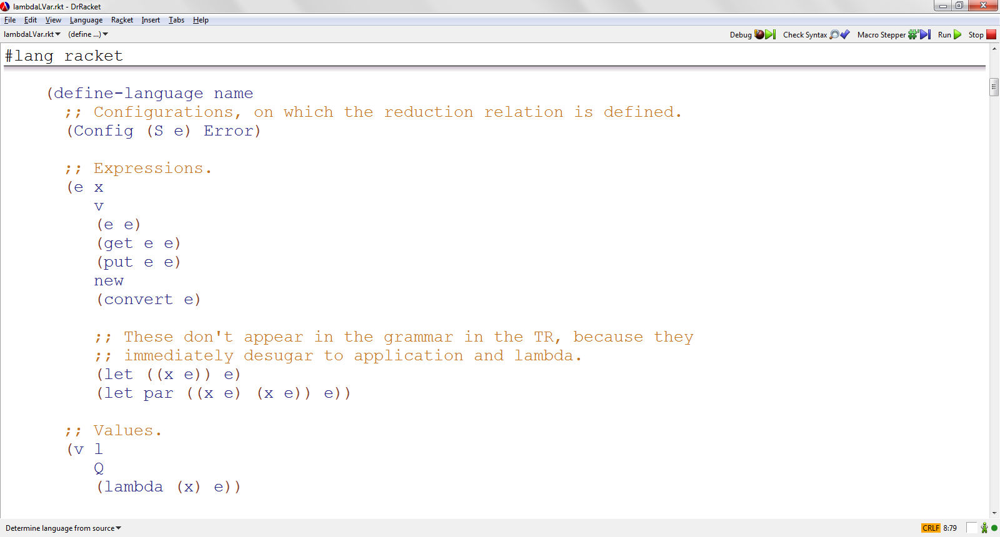 lambdaLVar.rkt - DrRacket
File Edit View Language Racket Insert Tabs Help
lambdaLVar.rkt (define ...) Debug Check Syntax Macro Stepper Run Stop
#lang racket
(define-language name
;; Configurations, on which the reduction relation is defined.
(Config (S e) Error)
;; Expressions.
(e x
v
(e e)
(get e e)
(put e e)
new
(convert e)
;; These don't appear in the grammar in the TR, because they
;; immediately desugar to application and lambda.
(let ((x e)) e)
(let par ((x e) (x e)) e))
;; Values.
(v l
Q
(lambda (x) e))
Determine language from source CRLF 8:79